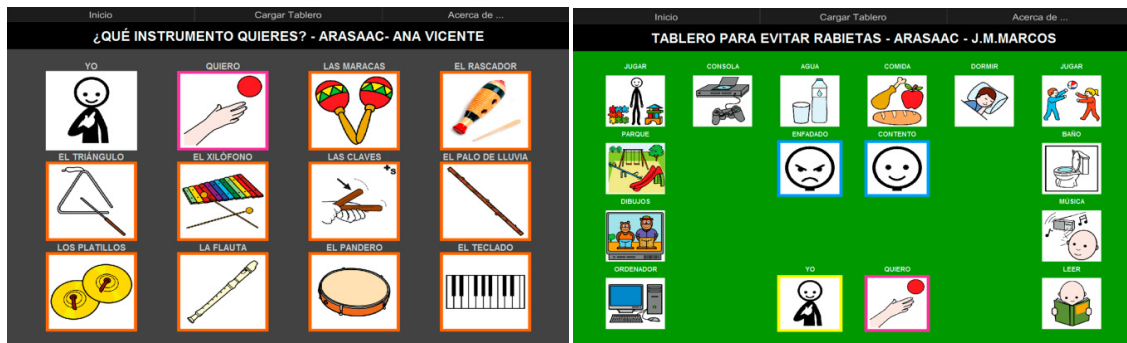 Inicio Cargar Tablero Acerca de ...
¿QUÉ INSTRUMENTO QUIERES? - ARASAAC- ANA VICENTE
YO QUIERO LAS MARACAS EL RASCADOR
+s
EL TRIÁNGULO EL XILÓFONO LAS CLAVES EL PALO DE LLUVIA
LOS PLATILLOS LA FLAUTA EL PANDERO EL TECLADO
Inicio Cargar Tablero Acerca de ...
TABLERO PARA EVITAR RABIETAS - ARASAAC - J.M.MARCOS
JUGAR CONSOLA AGUA COMIDA DORMIR JUGAR
PARQUE ENFADADO CONTENTO BAÑO
DIBUJOS MÚSICA
ORDENADOR YO QUIERO LEER